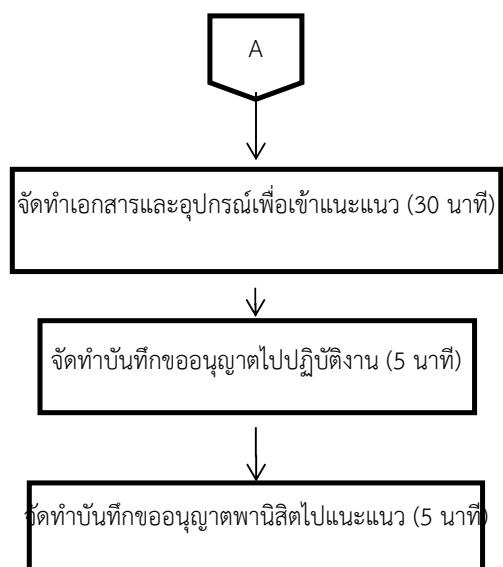 A
จัดทำเอกสารและอุปกรณ์เพื่อเข้าแนะแนว (30 นาที)
จัดทำบันทึกขออนุญาตไปปฏิบัติงาน (5 นาที)
จัดทำบันทึกขออนุญาตพานิสิตไปแนะแนว (5 นาที)